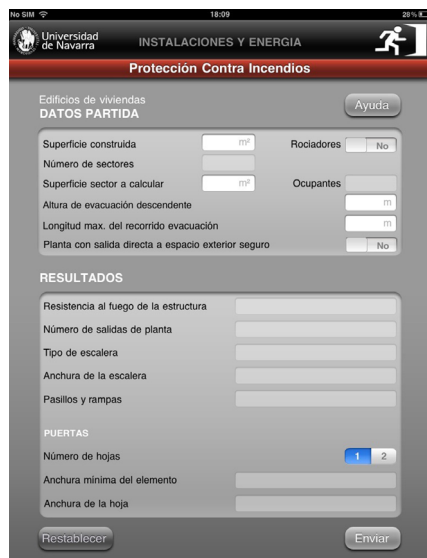 No SIM 18:09 28%
Universidad
de Navarra
INSTALACIONES Y ENERGIA
Protección Contra Incendios
Edificios de viviendas
DATOS PARTIDA
Ayuda
Superficie construida m² Rociadores No
Número de sectores
Superficie sector a calcular m² Ocupantes
Altura de evacuación descendente m
Longitud max. del recorrido evacuación m
Planta con salida directa a espacio exterior seguro No
RESULTADOS
Resistencia al fuego de la estructura
Número de salidas de planta
Tipo de escalera
Anchura de la escalera
Pasillos y rampas
PUERTAS
Número de hojas 1 2
Anchura mínima del elemento
Anchura de la hoja
Restablecer Enviar